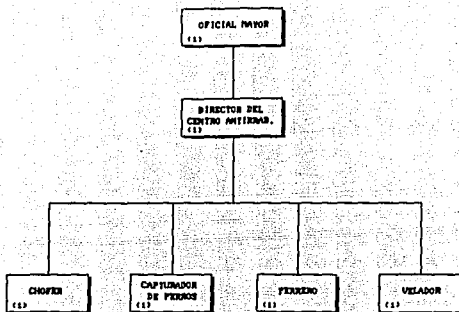 OFICIAL MAYOR
(1)
DIRECTOR DEL
CENTRO ANTIRRAB.
(1)
CHOFER
(1)
CAPTURADOR
DE PERROS
(1)
PERRERO
(1)
VELADOR
(1)